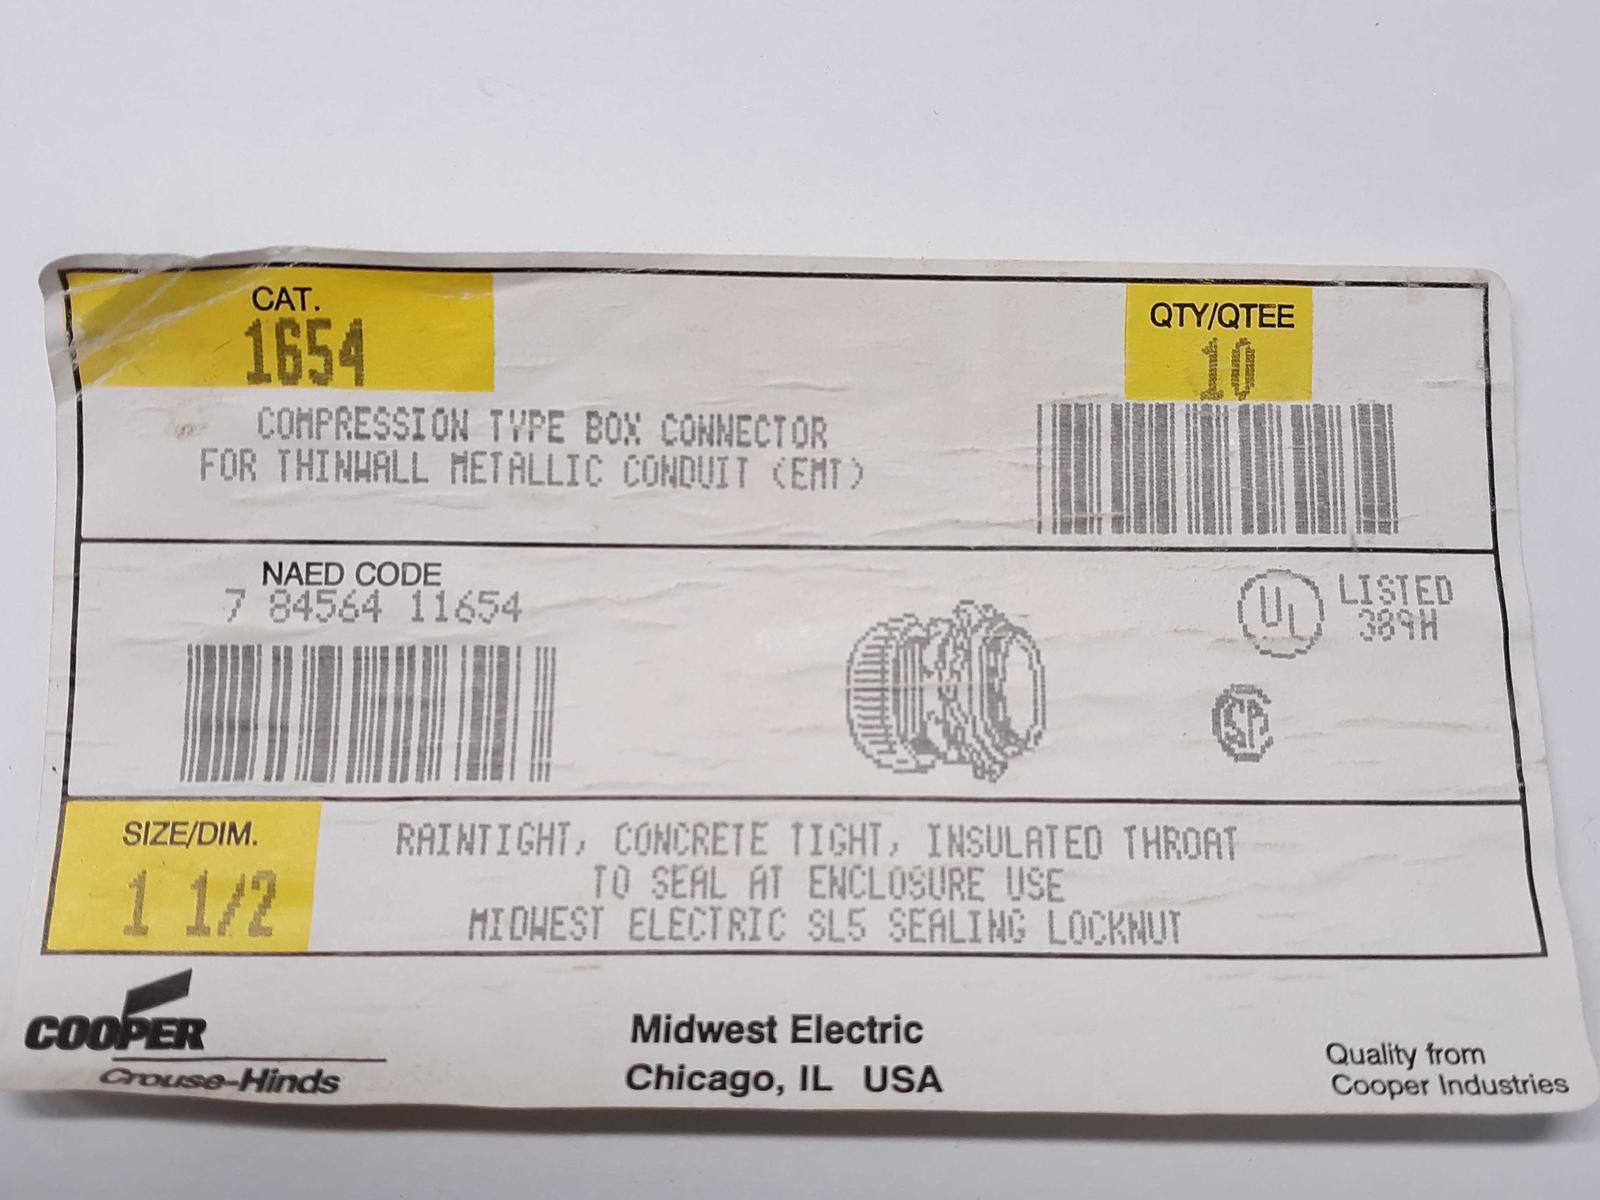 CAT.
1654
QTY/QTEE
10
COMPRESSION TYPE BOX CONNECTOR
FOR THINWALL METALLIC CONDUIT (EMT)
NAED CODE
7 84564 11654
UL
LISTED
389H
SIZE/DIM.
1 1/2
RAINTIGHT, CONCRETE TIGHT, INSULATED THROAT
TO SEAL AT ENCLOSURE USE
MIDWEST ELECTRIC SL5 SEALING LOCKNUT
COOPER
Crouse-Hinds
Midwest Electric
Chicago, IL USA
Quality from
Cooper Industries